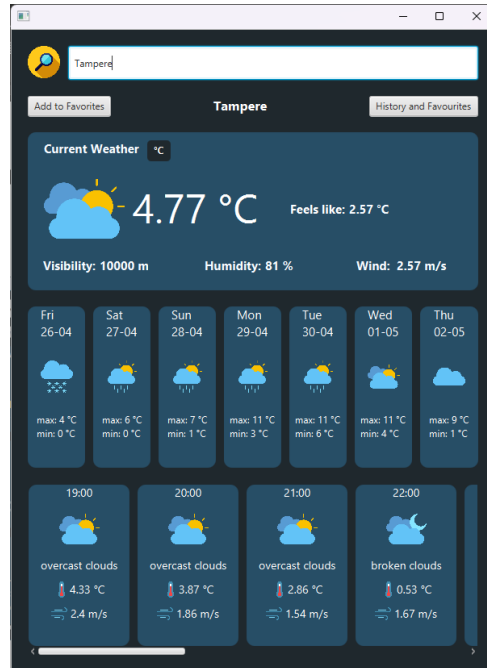 Tampere
Add to Favorites Tampere History and Favourites
Current Weather °C
4.77 °C Feels like: 2.57 °C
Visibility: 10000 m Humidity: 81 % Wind: 2.57 m/s
Fri Sat Sun Mon Tue Wed Thu
26-04 27-04 28-04 29-04 30-04 01-05 02-05
max: 4 °C max: 6 °C max: 7 °C max: 11 °C max: 11 °C max: 11 °C max: 9 °C
min: 0 °C min: 0 °C min: 1 °C min: 3 °C min: 6 °C min: 4 °C min: 1 °C
19:00 20:00 21:00 22:00
overcast clouds overcast clouds overcast clouds broken clouds
4.33 °C 3.87 °C 2.86 °C 0.53 °C
2.4 m/s 1.86 m/s 1.54 m/s 1.67 m/s